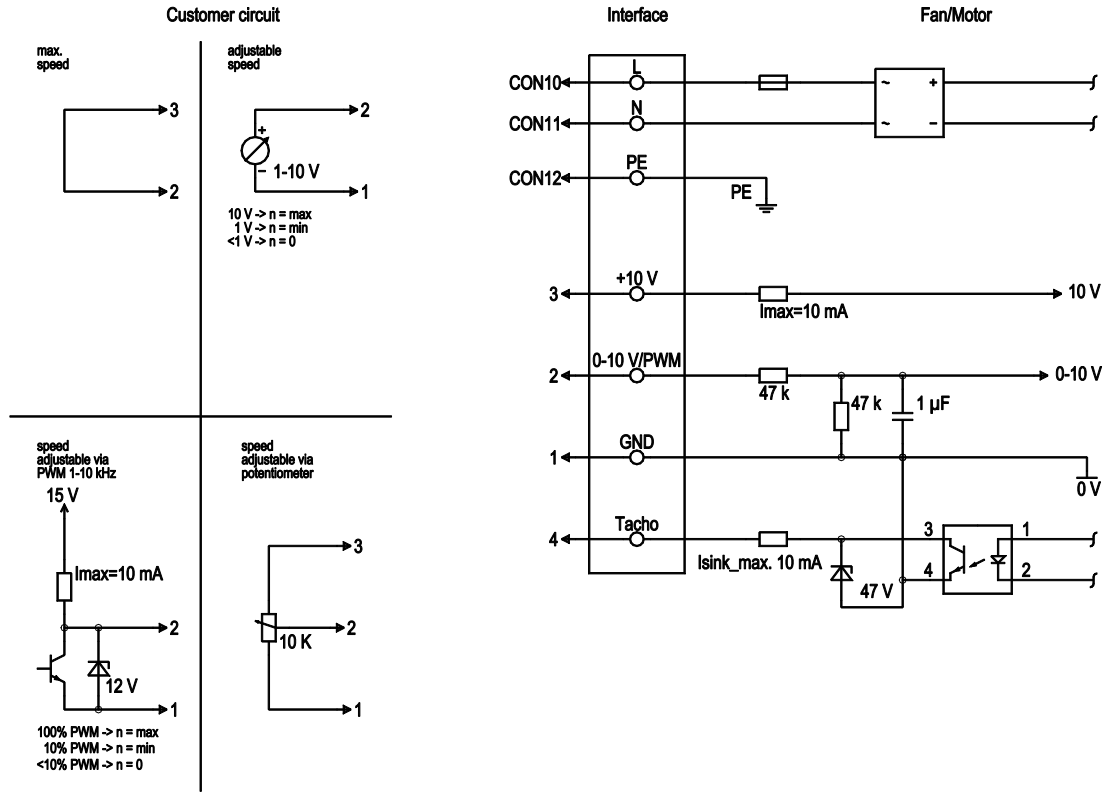 Customer circuit
Interface
Fan/Motor
max.
speed
3
2
adjustable
speed
2
+
–
1-10 V
1
10 V -> n = max
1 V -> n = min
<1 V -> n = 0
speed
adjustable via
PWM 1-10 kHz
15 V
Imax=10 mA
2
12 V
1
100% PWM -> n = max
10% PWM -> n = min
<10% PWM -> n = 0
speed
adjustable via
potentiometer
3
2
10 K
1
L
CON10
~
+
N
CON11
~
–
PE
CON12
PE
+10 V
3
10 V
Imax=10 mA
0-10 V/PWM
2
0-10 V
47 k
47 k
1 µF
GND
1
0 V
Tacho
4
3
1
Isink_max. 10 mA
4
2
47 V